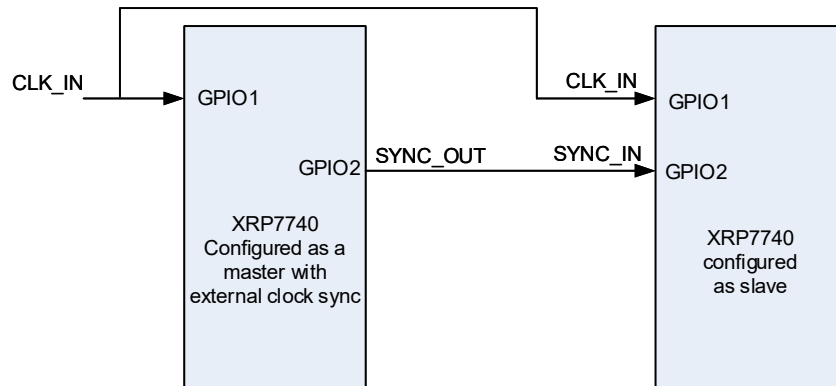 CLK_IN
GPIO1
CLK_IN
GPIO1
GPIO2
SYNC_OUT
SYNC_IN
GPIO2
XRP7740
Configured as a
master with
external clock sync
XRP7740
configured
as slave